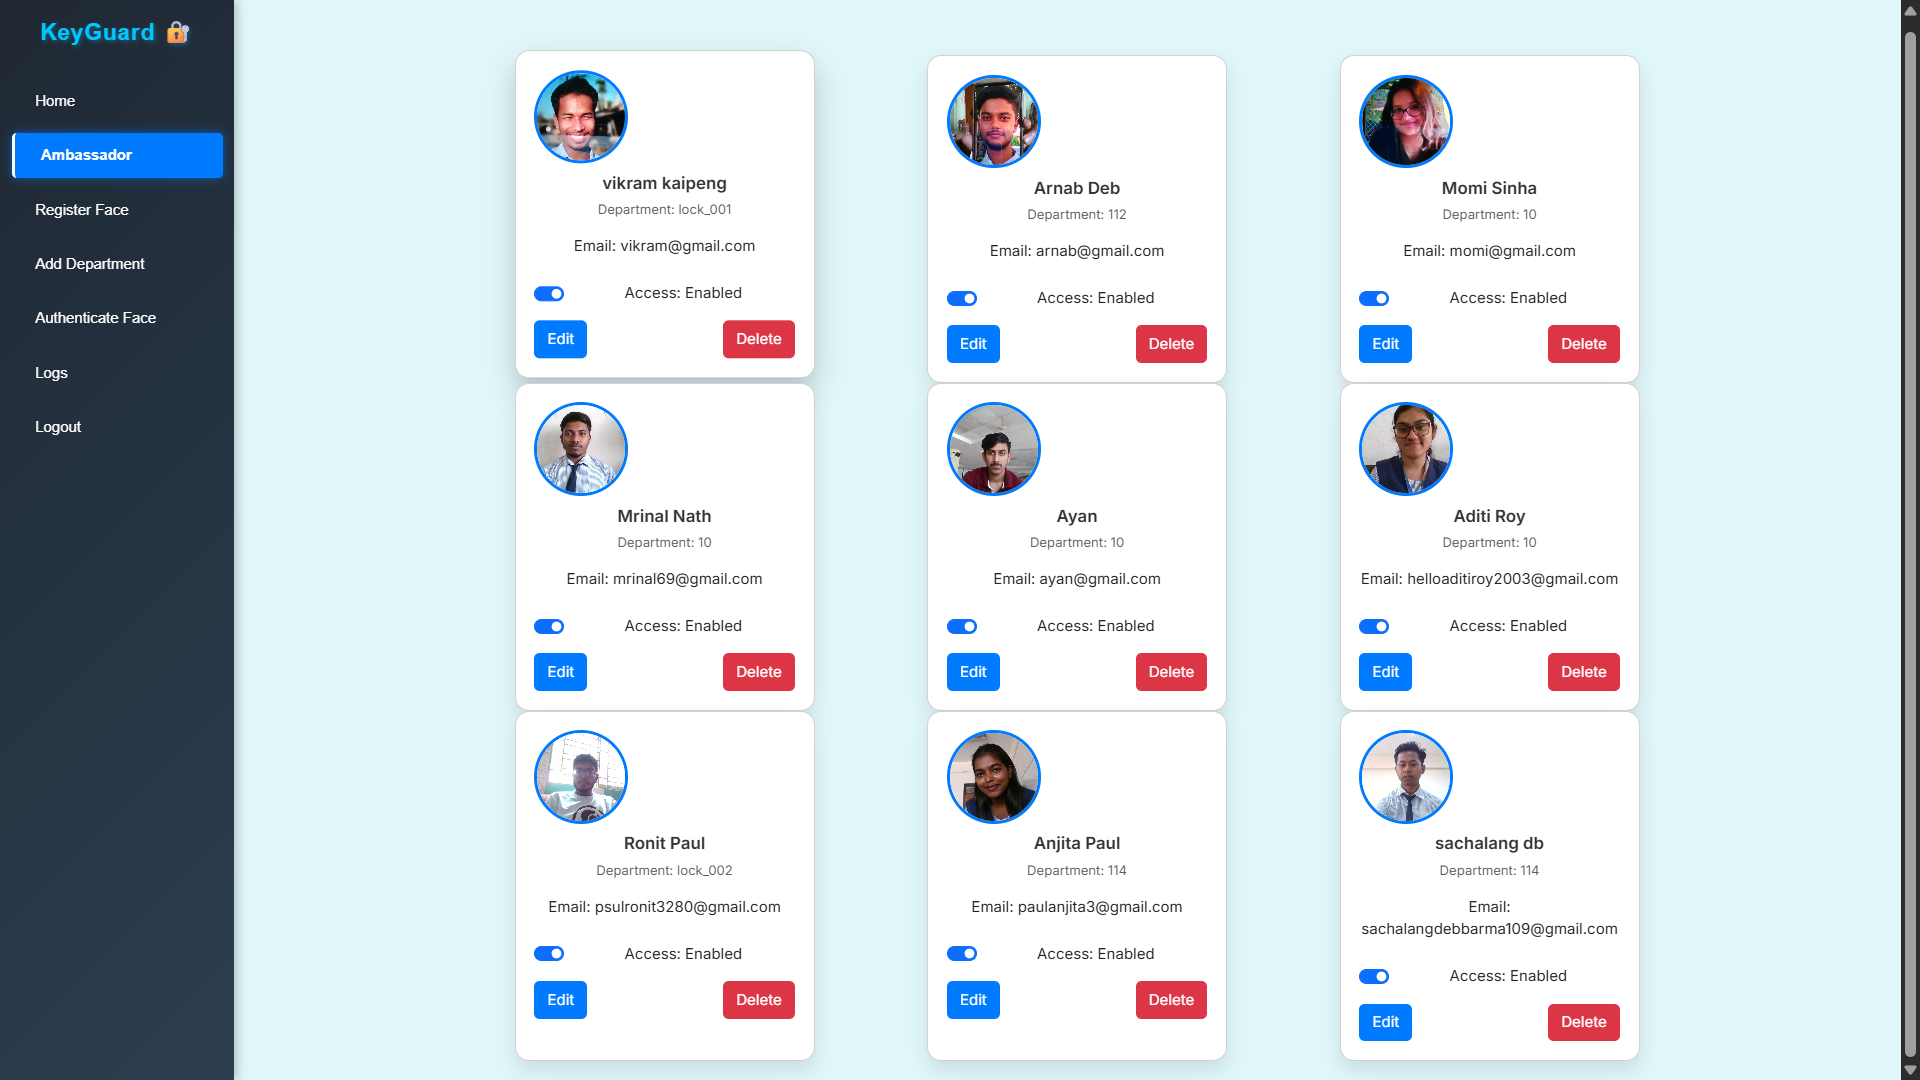 KeyGuard 🔐
Home
Ambassador
Register Face
Add Department
Authenticate Face
Logs
Logout
vikram kaipeng
Department: lock_001
Email: vikram@gmail.com
Access: Enabled
Edit
Delete
Arnab Deb
Department: 112
Email: arnab@gmail.com
Access: Enabled
Edit
Delete
Momi Sinha
Department: 10
Email: momi@gmail.com
Access: Enabled
Edit
Delete
Mrinal Nath
Department: 10
Email: mrinal69@gmail.com
Access: Enabled
Edit
Delete
Ayan
Department: 10
Email: ayan@gmail.com
Access: Enabled
Edit
Delete
Aditi Roy
Department: 10
Email: helloaditiroy2003@gmail.com
Access: Enabled
Edit
Delete
Ronit Paul
Department: lock_002
Email: psulronit3280@gmail.com
Access: Enabled
Edit
Delete
Anjita Paul
Department: 114
Email: paulanjita3@gmail.com
Access: Enabled
Edit
Delete
sachalang db
Department: 114
Email:
sachalangdebbarma109@gmail.com
Access: Enabled
Edit
Delete